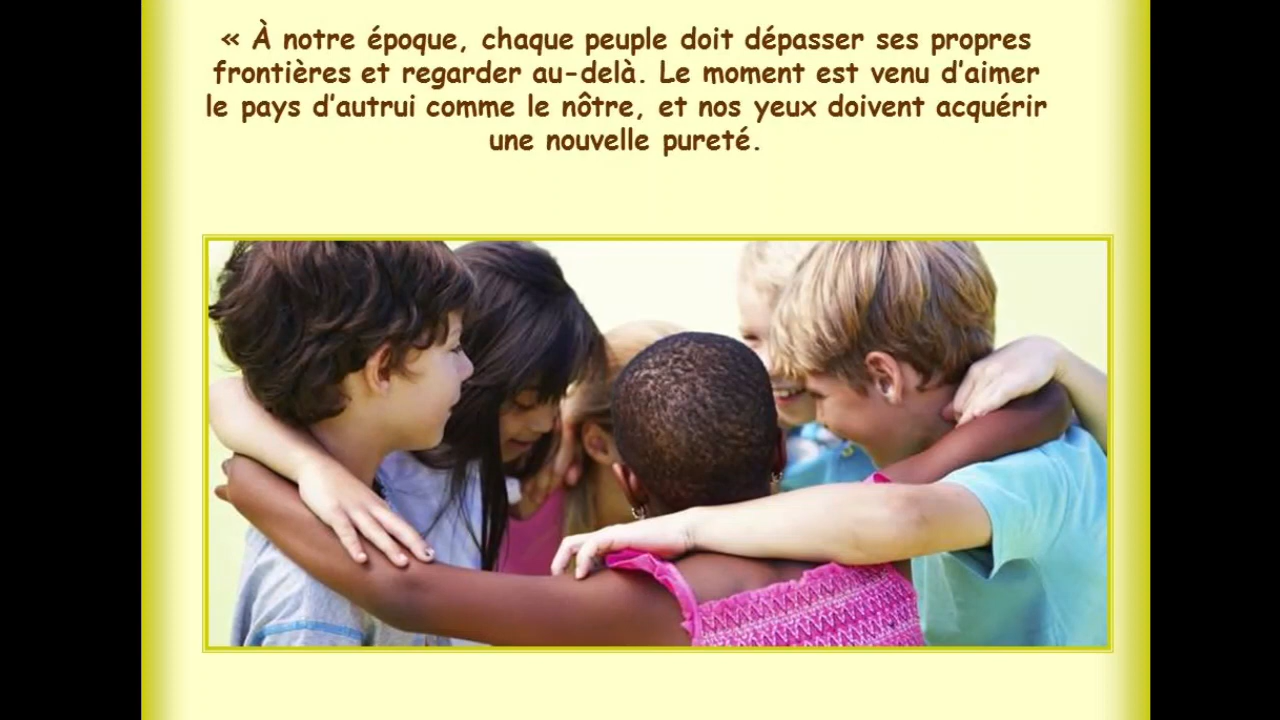 « À notre époque, chaque peuple doit dépasser ses propres
frontières et regarder au-delà. Le moment est venu d’aimer
le pays d’autrui comme le nôtre, et nos yeux doivent acquérir
une nouvelle pureté.